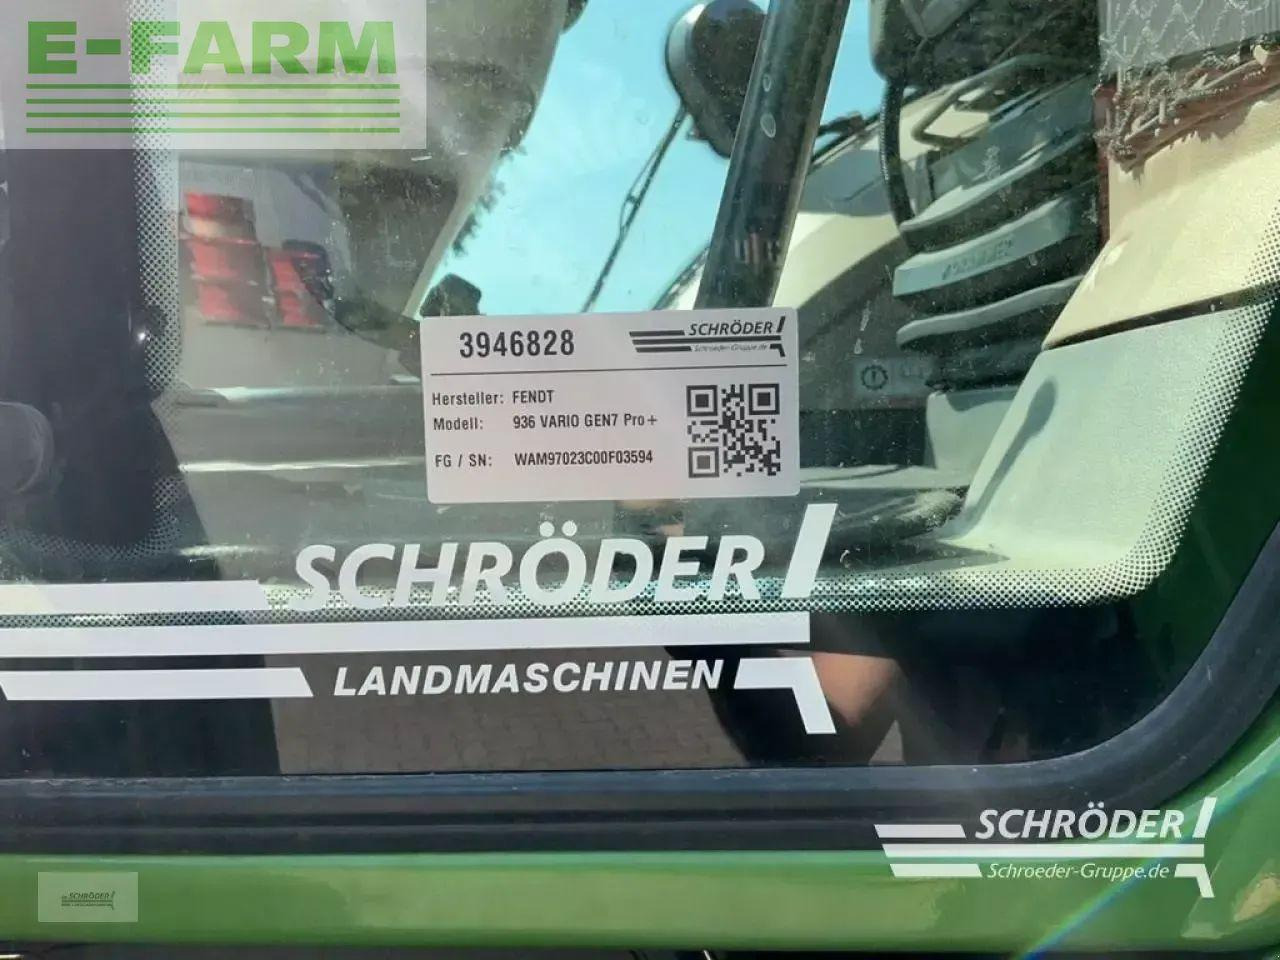 E-FARM
3946828
SCHRÖDER
Schroeder-Gruppe.de
Hersteller: FENDT
Modell: 936 VARIO GEN7 Pro+
FG / SN: WAM97023C00F03594
SCHRÖDER
LANDMASCHINEN
SCHRÖDER
Schroeder-Gruppe.de
SCHRÖDER